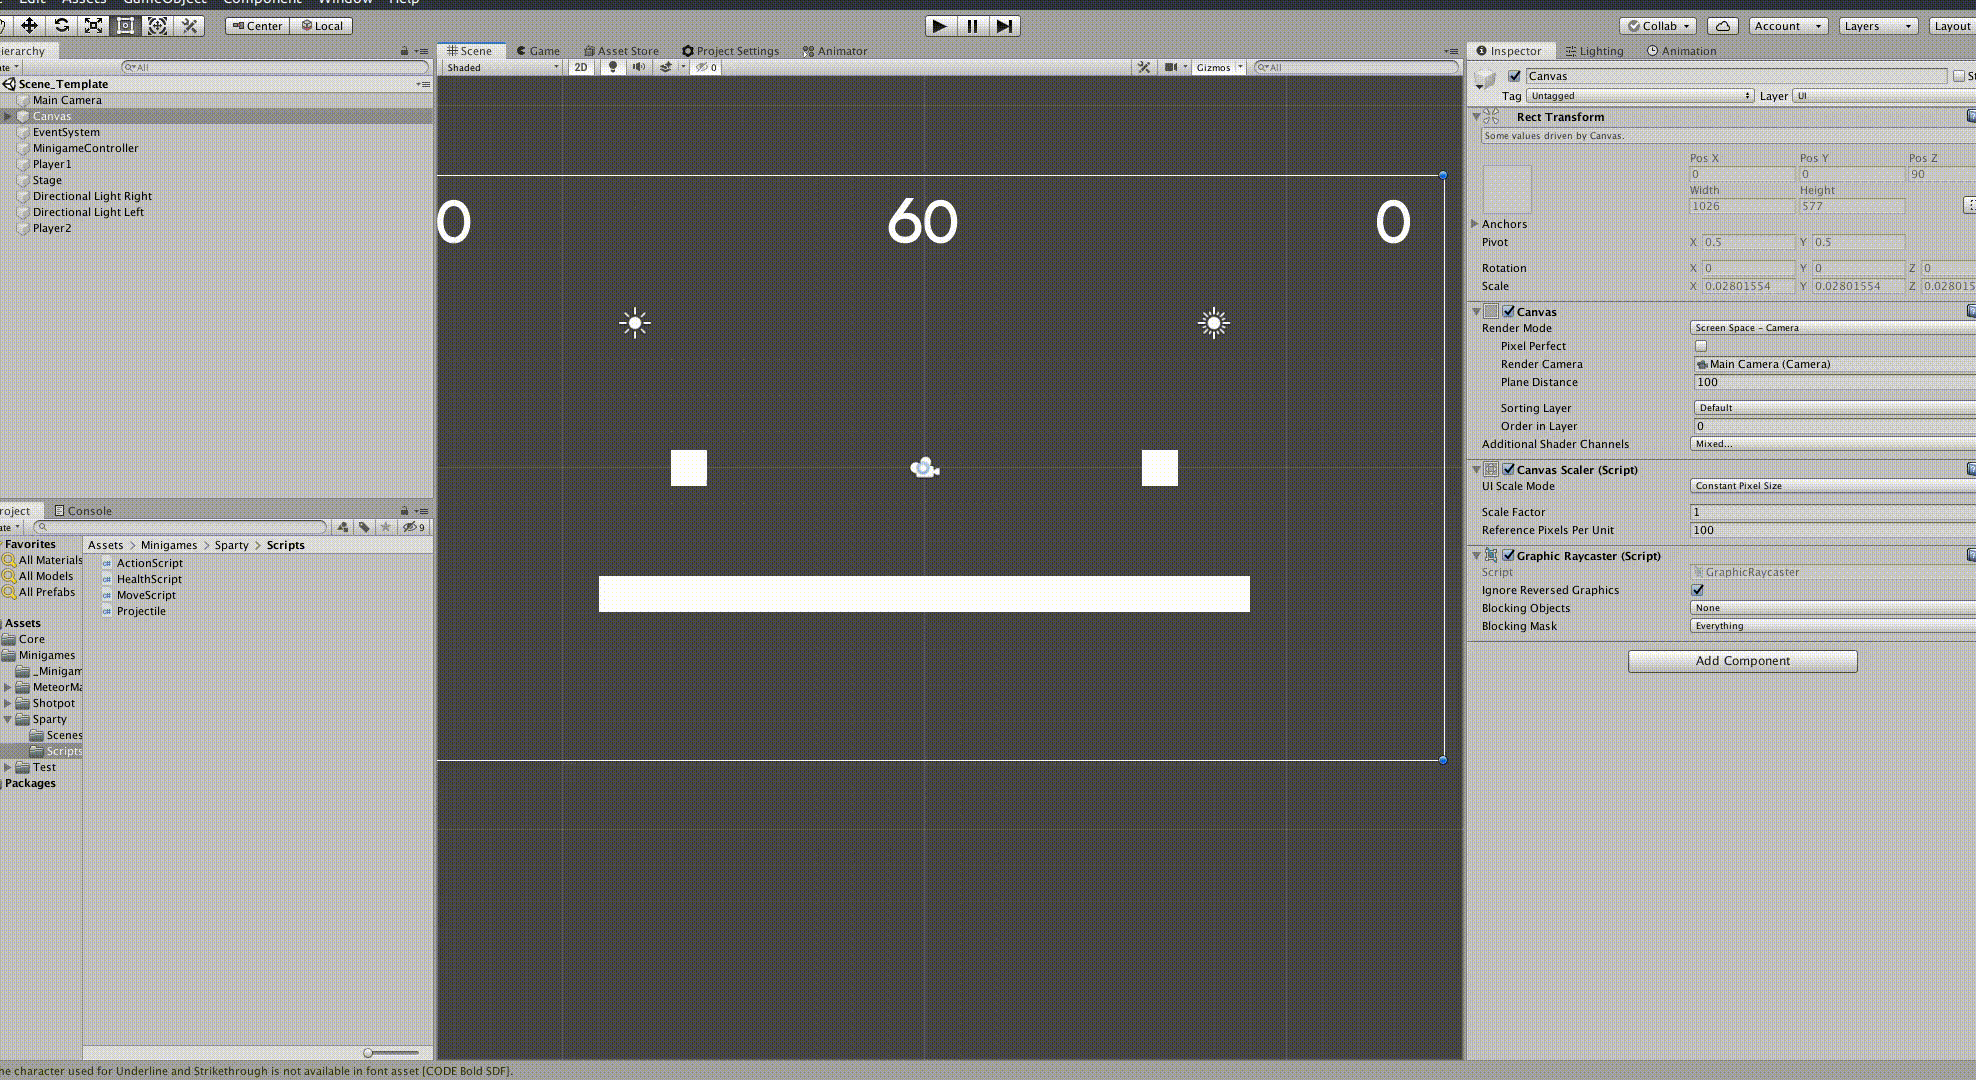 Edit Assets GameObject Component Window Help
Center Local
Collab Account Layers Layout
ierarchy
Scene Game Asset Store Project Settings Animator
Inspector Lighting Animation
ate All
Shaded 2D 0 Gizmos All
Canvas St
Tag Untagged Layer UI
Scene_Template
Main Camera
Canvas
EventSystem
MinigameController
Player1
Stage
Directional Light Right
Directional Light Left
Player2
0 60 0
Rect Transform
Some values driven by Canvas.
Pos X Pos Y Pos Z
0 0 90
Width Height
1026 577
Anchors
Pivot X 0.5 Y 0.5
Rotation X 0 Y 0 Z 0
Scale X 0.02801554 Y 0.02801554 Z 0.028015
Canvas
Render Mode Screen Space - Camera
Pixel Perfect
Render Camera Main Camera (Camera)
Plane Distance 100
Sorting Layer Default
Order in Layer 0
Additional Shader Channels Mixed...
Canvas Scaler (Script)
UI Scale Mode Constant Pixel Size
Scale Factor 1
Reference Pixels Per Unit 100
Graphic Raycaster (Script)
Script GraphicRaycaster
Ignore Reversed Graphics
Blocking Objects None
Blocking Mask Everything
Add Component
roject Console
ate 9
Favorites
All Materials
All Models
All Prefabs
Assets
Core
Minigames
_Minigam
MeteorMa
Shotpot
Sparty
Scenes
Scripts
Test
Packages
Assets > Minigames > Sparty > Scripts
ActionScript
HealthScript
MoveScript
Projectile
he character used for Underline and Strikethrough is not available in font asset [CODE Bold SDF].